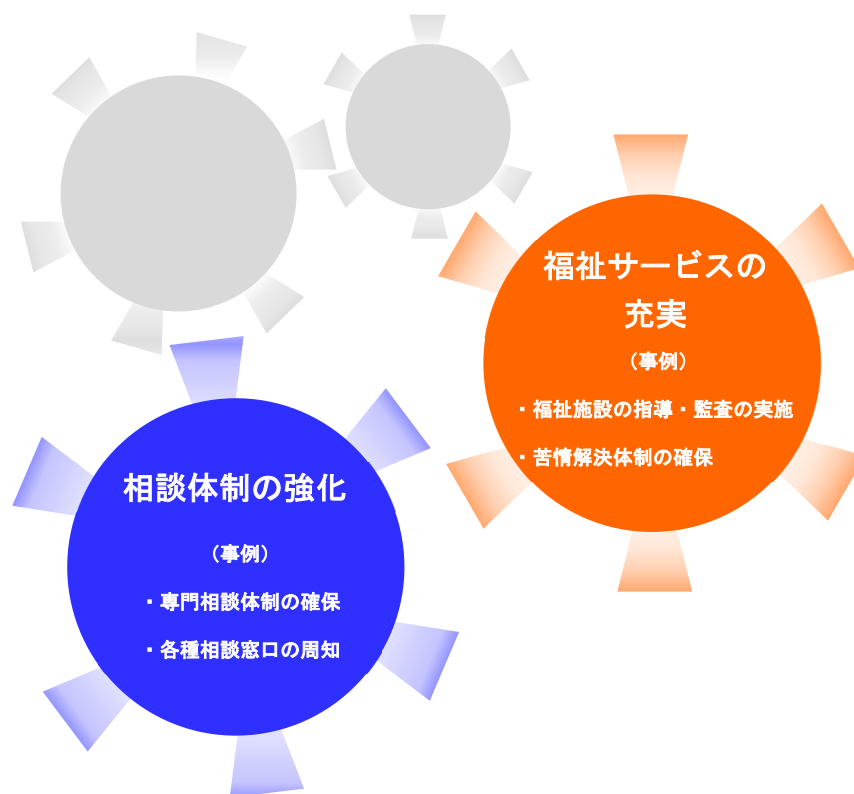 福祉サービスの
充実
（事例）
・福祉施設の指導・監査の実施
・苦情解決体制の確保
相談体制の強化
（事例）
・専門相談体制の確保
・各種相談窓口の周知